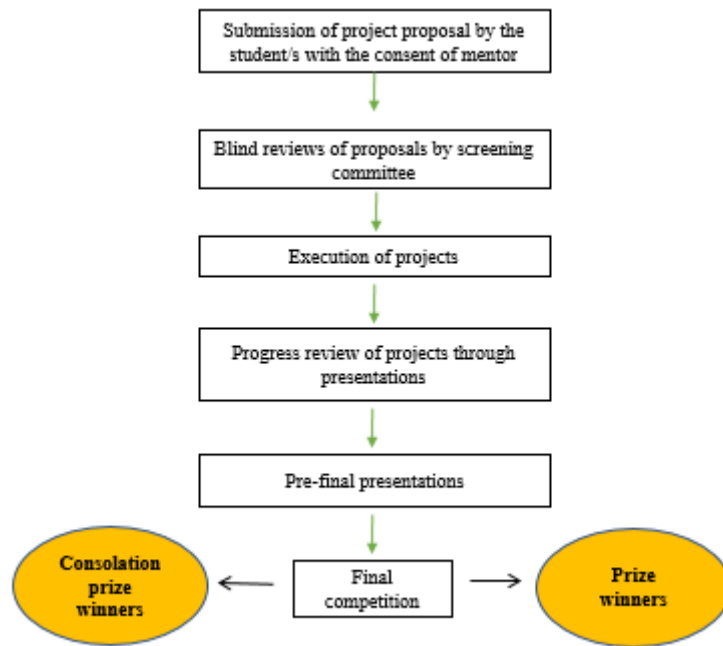 Submission of project proposal by the
student/s with the consent of mentor
Blind reviews of proposals by screening
committee
Execution of projects
Progress review of projects through
presentations
Pre-final presentations
Consolation
prize
winners
Final
competition
Prize
winners